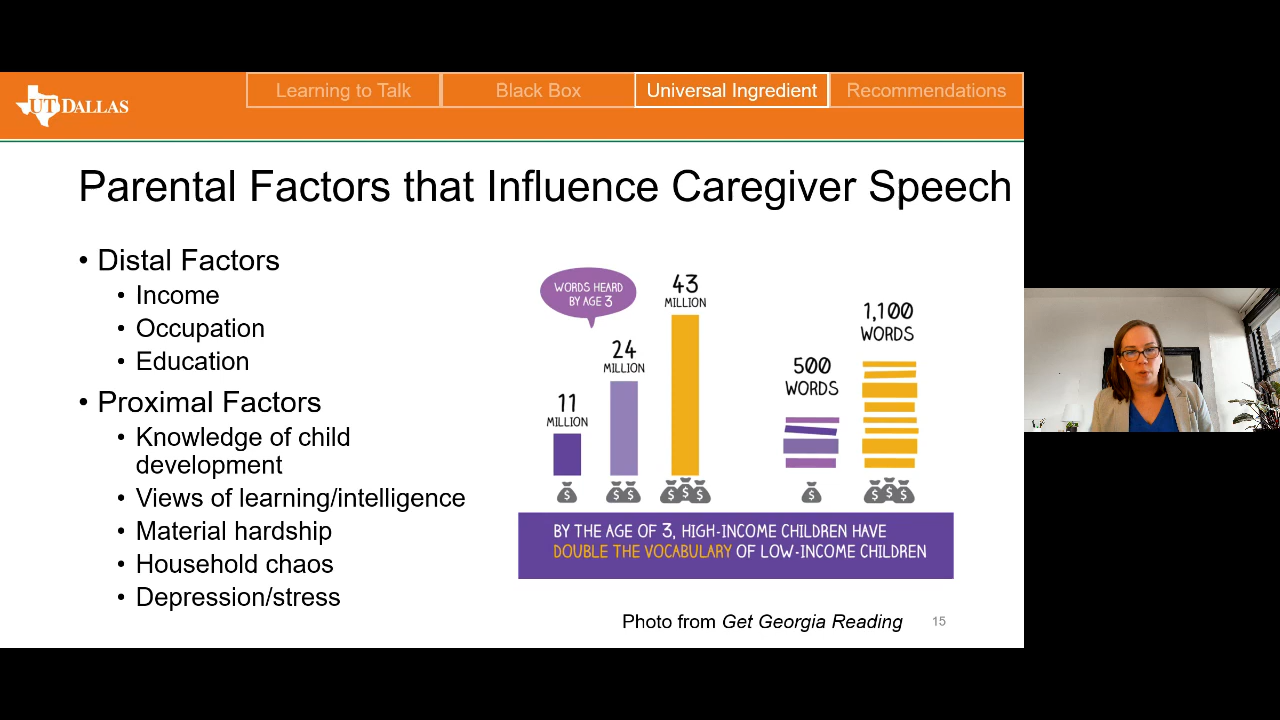 UT DALLAS
Learning to Talk
Black Box
Universal Ingredient
Recommendations
Parental Factors that Influence Caregiver Speech
• Distal Factors
• Income
• Occupation
• Education
• Proximal Factors
• Knowledge of child
development
• Views of learning/intelligence
• Material hardship
• Household chaos
• Depression/stress
WORDS HEARD
BY AGE 3
11
MILLION
24
MILLION
43
MILLION
500
WORDS
1,100
WORDS
$
$ $
$ $ $
$
$ $ $
BY THE AGE OF 3, HIGH-INCOME CHILDREN HAVE
DOUBLE THE VOCABULARY OF LOW-INCOME CHILDREN
Photo from Get Georgia Reading
15